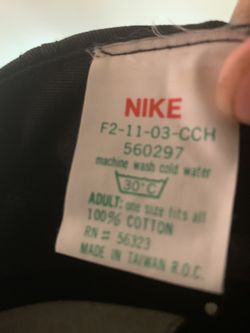 NIKE
F2-11-03-CCH
560297
machine wash cold water
30°C
ADULT: one size fits all
100% COTTON
RN# 56323
MADE IN TAIWAN R.O.C.